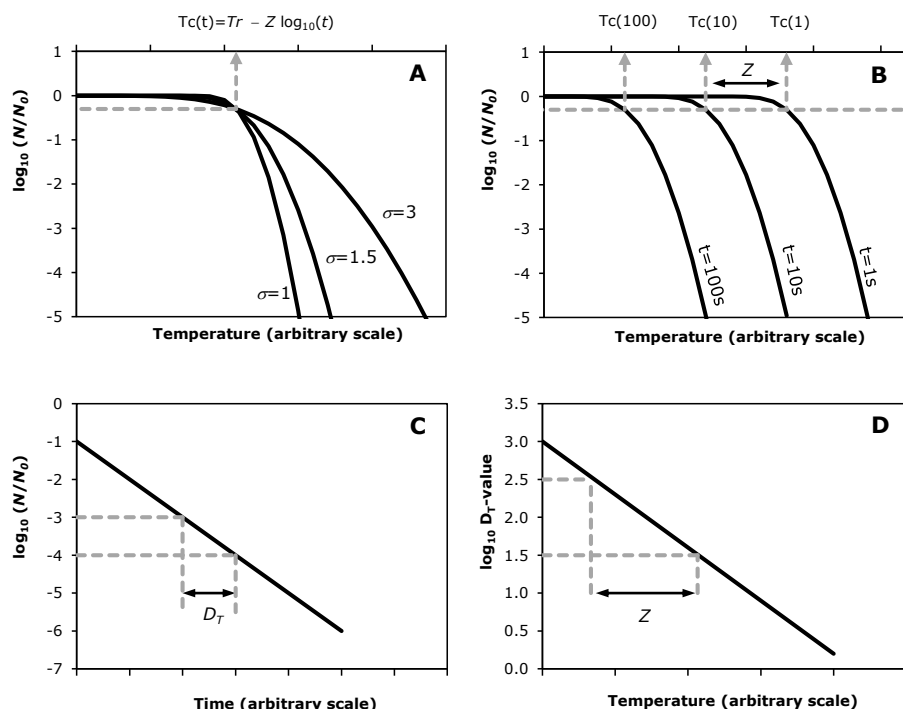 Tc(t)=Tr − Z log₁₀(t)
A
log₁₀ (N/N₀)
1
0
-1
-2
-3
-4
-5
σ=3
σ=1.5
σ=1
Temperature (arbitrary scale)
Tc(100) Tc(10) Tc(1)
B
Z
log₁₀ (N/N₀)
1
0
-1
-2
-3
-4
-5
t=100s
t=10s
t=1s
Temperature (arbitrary scale)
C
log₁₀ (N/N₀)
0
-1
-2
-3
-4
-5
-6
-7
D_T
Time (arbitrary scale)
D
log₁₀ D_T-value
3.5
3.0
2.5
2.0
1.5
1.0
0.5
0.0
Z
Temperature (arbitrary scale)